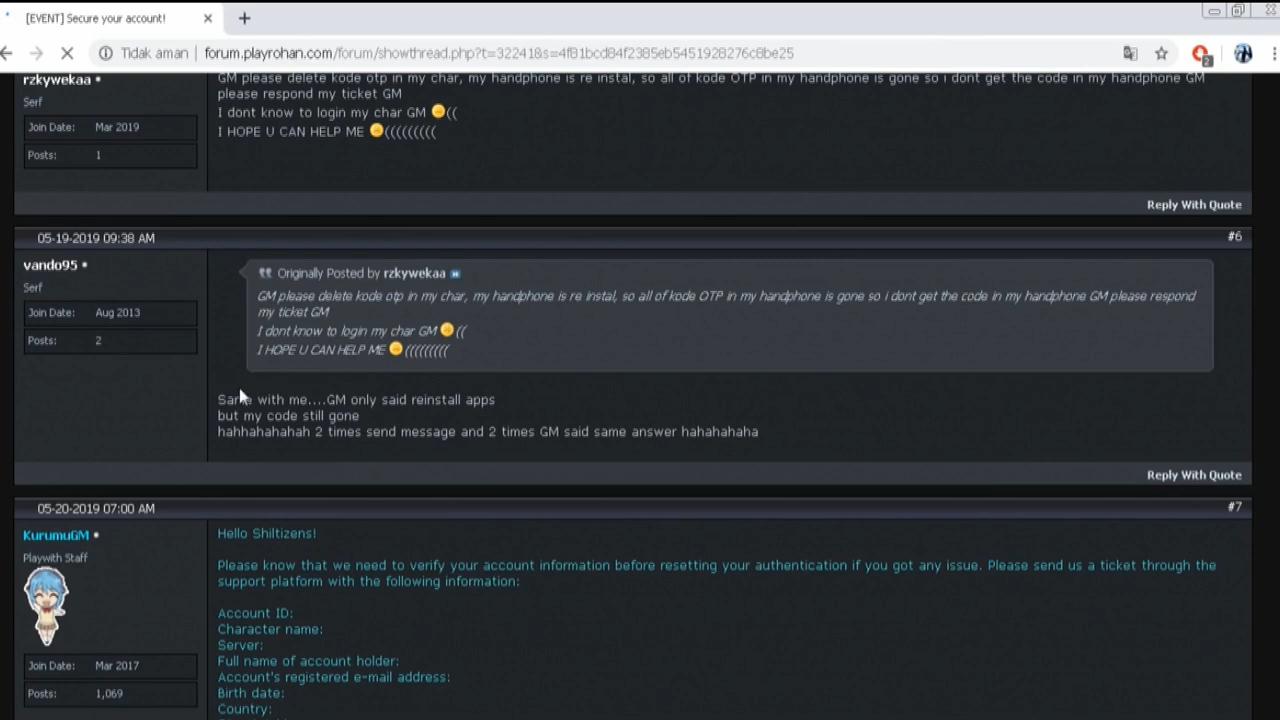 [EVENT] Secure your account!
Tidak aman
forum.playrohan.com/forum/showthread.php?t=32241&s=4f81bcd84f2385eb5451928276c8be25
2
rzkywekaa
Serf
Join Date: Mar 2019
Posts: 1
GM please delete kode otp in my char, my handphone is re instal, so all of kode OTP in my handphone is gone so i dont get the code in my handphone GM
please respond my ticket GM
I dont know to login my char GM ((
I HOPE U CAN HELP ME (((((((((
Reply With Quote
05-19-2019 09:38 AM
#6
vando95
Serf
Join Date: Aug 2013
Posts: 2
Originally Posted by rzkywekaa
GM please delete kode otp in my char, my handphone is re instal, so all of kode OTP in my handphone is gone so i dont get the code in my handphone GM please respond
my ticket GM
I dont know to login my char GM ((
I HOPE U CAN HELP ME (((((((((
Same with me....GM only said reinstall apps
but my code still gone
hahhahahahah 2 times send message and 2 times GM said same answer hahahahaha
Reply With Quote
05-20-2019 07:00 AM
#7
KurumuGM
Playwith Staff
Join Date: Mar 2017
Posts: 1,069
Hello Shiltizens!
Please know that we need to verify your account information before resetting your authentication if you got any issue. Please send us a ticket through the
support platform with the following information:
Account ID:
Character name:
Server:
Full name of account holder:
Account's registered e-mail address:
Birth date:
Country: